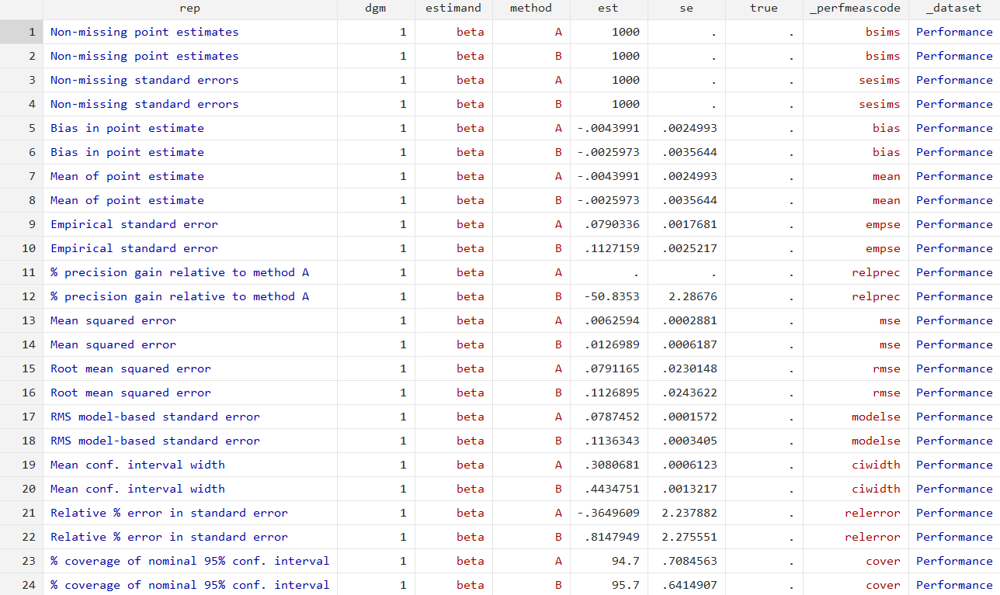 rep dgm estimand method est se true _perfmeascode _dataset
1 Non-missing point estimates 1 beta A 1000 . . bsims Performance
2 Non-missing point estimates 1 beta B 1000 . . bsims Performance
3 Non-missing standard errors 1 beta A 1000 . . sesims Performance
4 Non-missing standard errors 1 beta B 1000 . . sesims Performance
5 Bias in point estimate 1 beta A -.0043991 .0024993 . bias Performance
6 Bias in point estimate 1 beta B -.0025973 .0035644 . bias Performance
7 Mean of point estimate 1 beta A -.0043991 .0024993 . mean Performance
8 Mean of point estimate 1 beta B -.0025973 .0035644 . mean Performance
9 Empirical standard error 1 beta A .0790336 .0017681 . empse Performance
10 Empirical standard error 1 beta B .1127159 .0025217 . empse Performance
11 % precision gain relative to method A 1 beta A . . . relprec Performance
12 % precision gain relative to method A 1 beta B -50.8353 2.28676 . relprec Performance
13 Mean squared error 1 beta A .0062594 .0002881 . mse Performance
14 Mean squared error 1 beta B .0126989 .0006187 . mse Performance
15 Root mean squared error 1 beta A .0791165 .0230148 . rmse Performance
16 Root mean squared error 1 beta B .1126895 .0243622 . rmse Performance
17 RMS model-based standard error 1 beta A .0787452 .0001572 . modelse Performance
18 RMS model-based standard error 1 beta B .1136343 .0003405 . modelse Performance
19 Mean conf. interval width 1 beta A .3080681 .0006123 . ciwidth Performance
20 Mean conf. interval width 1 beta B .4434751 .0013217 . ciwidth Performance
21 Relative % error in standard error 1 beta A -.3649609 2.237882 . relerror Performance
22 Relative % error in standard error 1 beta B .8147949 2.275551 . relerror Performance
23 % coverage of nominal 95% conf. interval 1 beta A 94.7 .7084563 . cover Performance
24 % coverage of nominal 95% conf. interval 1 beta B 95.7 .6414907 . cover Performance